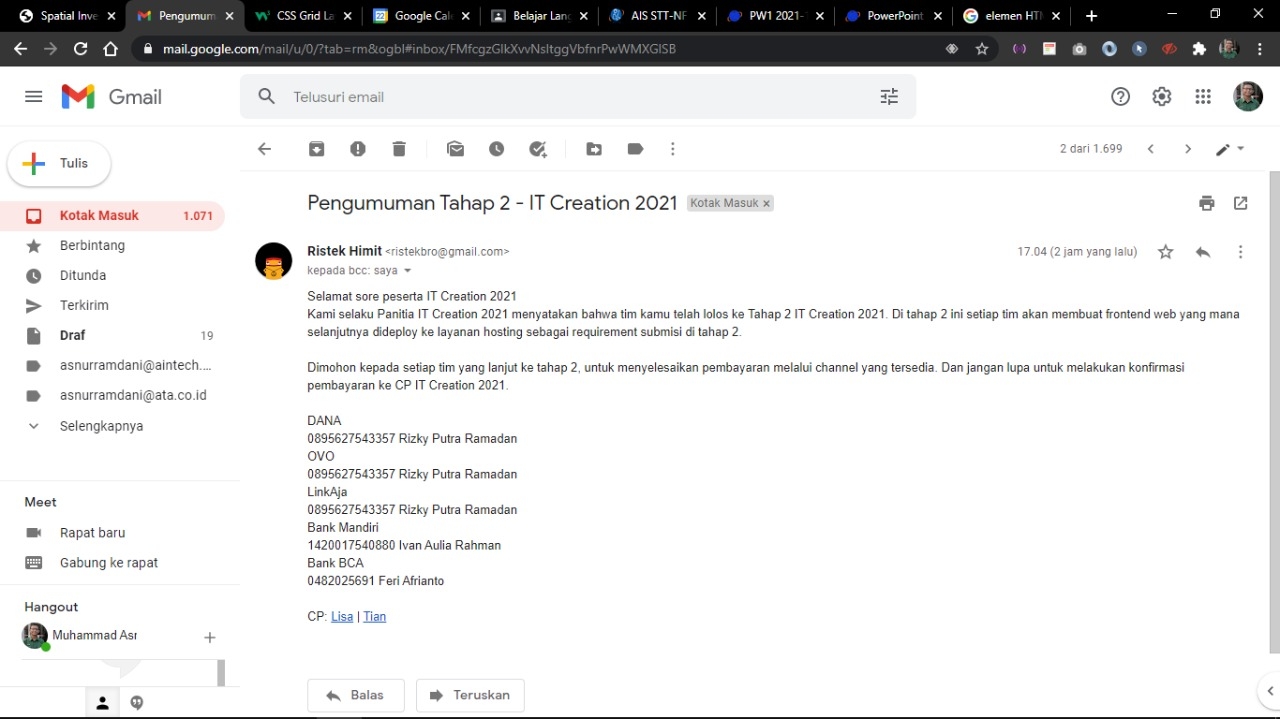 Spatial Inve
Pengumum
CSS Grid La
Google Cal
Belajar Lan
AIS STT-NF
PW1 2021-
PowerPoint
elemen HT
mail.google.com/mail/u/0/?tab=rm&ogbl#inbox/FMfcgzGlkXvvNsltggVbfnrPwWMXGlSB
Gmail
Telusuri email
Tulis
2 dari 1.699
Kotak Masuk 1.071
Berbintang
Ditunda
Terkirim
Draf 19
asnurramdani@aintech....
asnurramdani@ata.co.id
Selengkapnya
Meet
Rapat baru
Gabung ke rapat
Hangout
Muhammad Asr
Pengumuman Tahap 2 - IT Creation 2021 Kotak Masuk ×
Ristek Himit <ristekbro@gmail.com> 17.04 (2 jam yang lalu)
kepada bcc: saya
Selamat sore peserta IT Creation 2021
Kami selaku Panitia IT Creation 2021 menyatakan bahwa tim kamu telah lolos ke Tahap 2 IT Creation 2021. Di tahap 2 ini setiap tim akan membuat frontend web yang mana
selanjutnya dideploy ke layanan hosting sebagai requirement submisi di tahap 2.
Dimohon kepada setiap tim yang lanjut ke tahap 2, untuk menyelesaikan pembayaran melalui channel yang tersedia. Dan jangan lupa untuk melakukan konfirmasi
pembayaran ke CP IT Creation 2021.
DANA
0895627543357 Rizky Putra Ramadan
OVO
0895627543357 Rizky Putra Ramadan
LinkAja
0895627543357 Rizky Putra Ramadan
Bank Mandiri
1420017540880 Ivan Aulia Rahman
Bank BCA
0482025691 Feri Afrianto
CP: Lisa | Tian
Balas
Teruskan